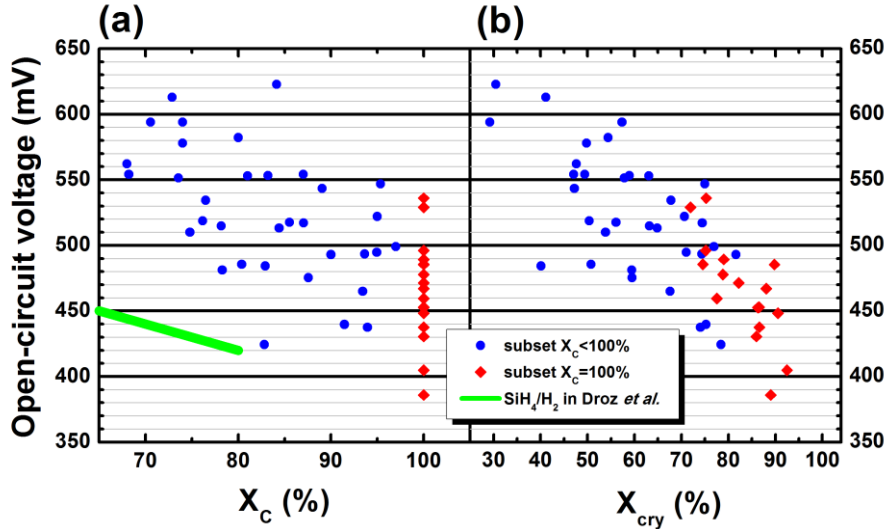 (a) (b)
650 650
600 600
550 550
500 500
450 450
400 400
350 350
Open-circuit voltage (mV)
subset X_C<100%
subset X_C=100%
SiH_4/H_2 in Droz et al.
70 80 90 100 30 40 50 60 70 80 90 100
X_C (%) X_cry (%)